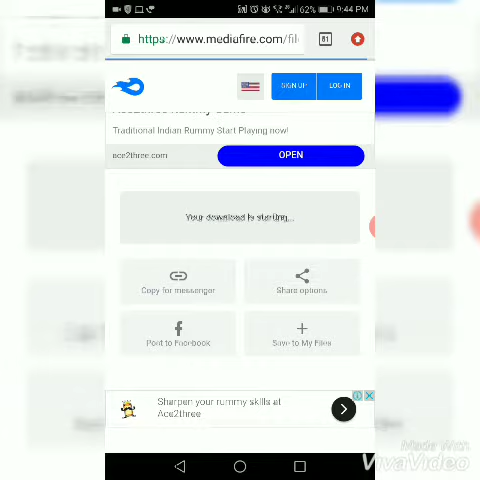 62% 9:44 PM
https://www.mediafire.com/fil
81
SIGN UP LOG IN
Traditional Indian Rummy Start Playing now!
ace2three.com OPEN
Your download is starting...
Copy for messenger Share options
Post to Facebook Save to My Files
Sharpen your rummy skills at
Ace2three
Made With
VivaVideo